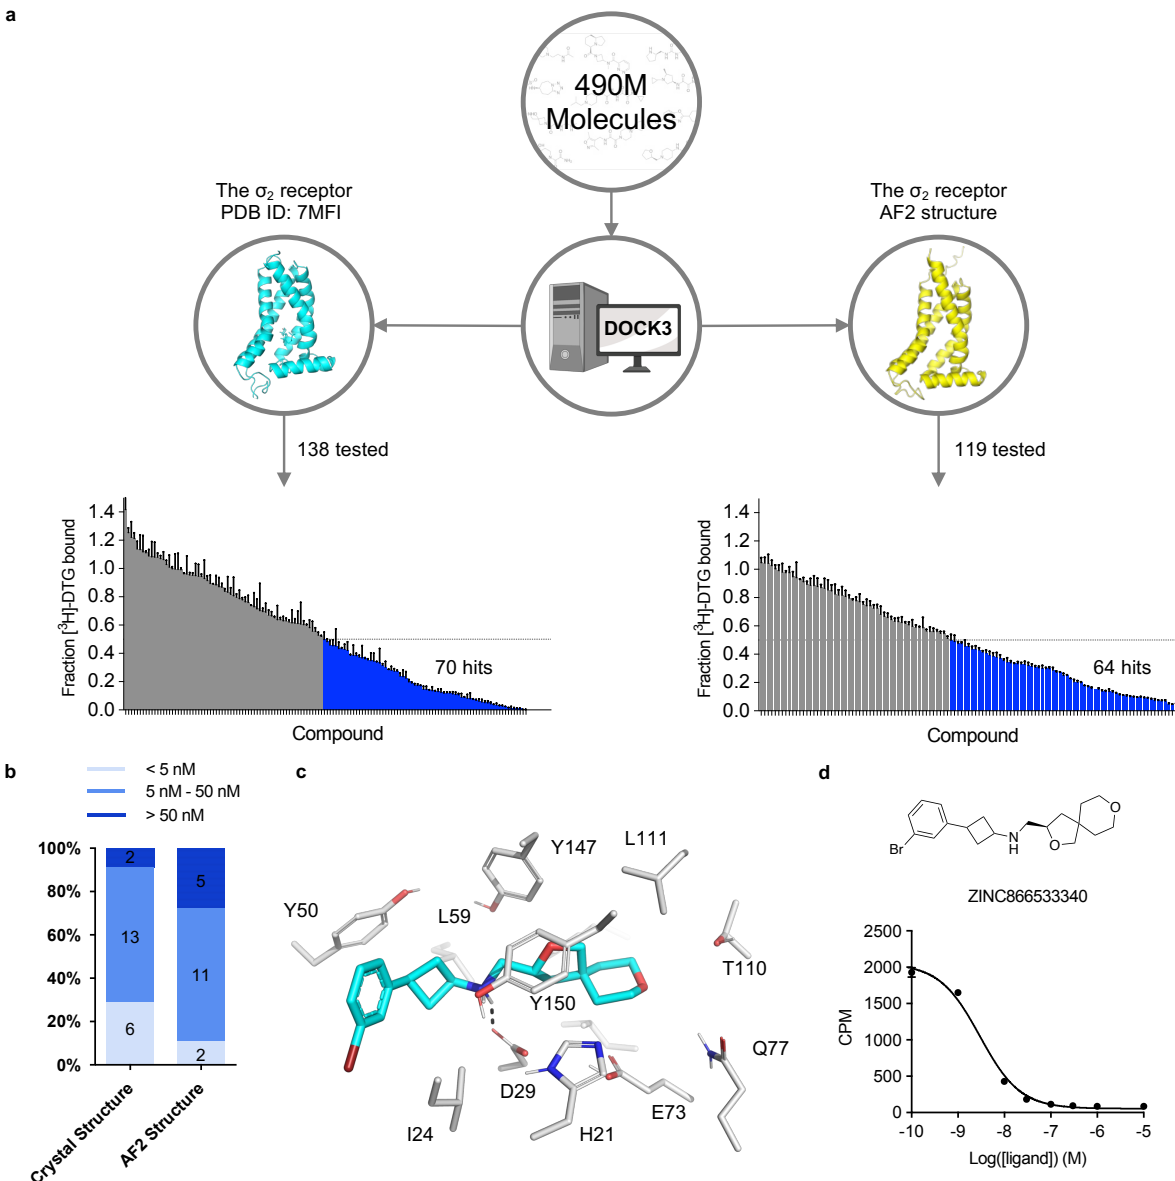 a
490M
Molecules
The σ₂ receptor
PDB ID: 7MFI
The σ₂ receptor
AF2 structure
DOCK3
138 tested
119 tested
Fraction [³H]-DTG bound
1.4
1.2
1.0
0.8
0.6
0.4
0.2
0.0
70 hits
Compound
Fraction [³H]-DTG bound
1.4
1.2
1.0
0.8
0.6
0.4
0.2
0.0
64 hits
Compound
b
< 5 nM
5 nM - 50 nM
> 50 nM
100%
80%
60%
40%
20%
0%
2
13
6
5
11
2
Crystal Structure
AF2 Structure
c
Y147
L111
Y50
L59
T110
Y150
Q77
D29
E73
I24
H21
d
Br
N
H
O
O
ZINC866533340
CPM
2500
2000
1500
1000
500
0
-10
-9
-8
-7
-6
-5
Log([ligand]) (M)